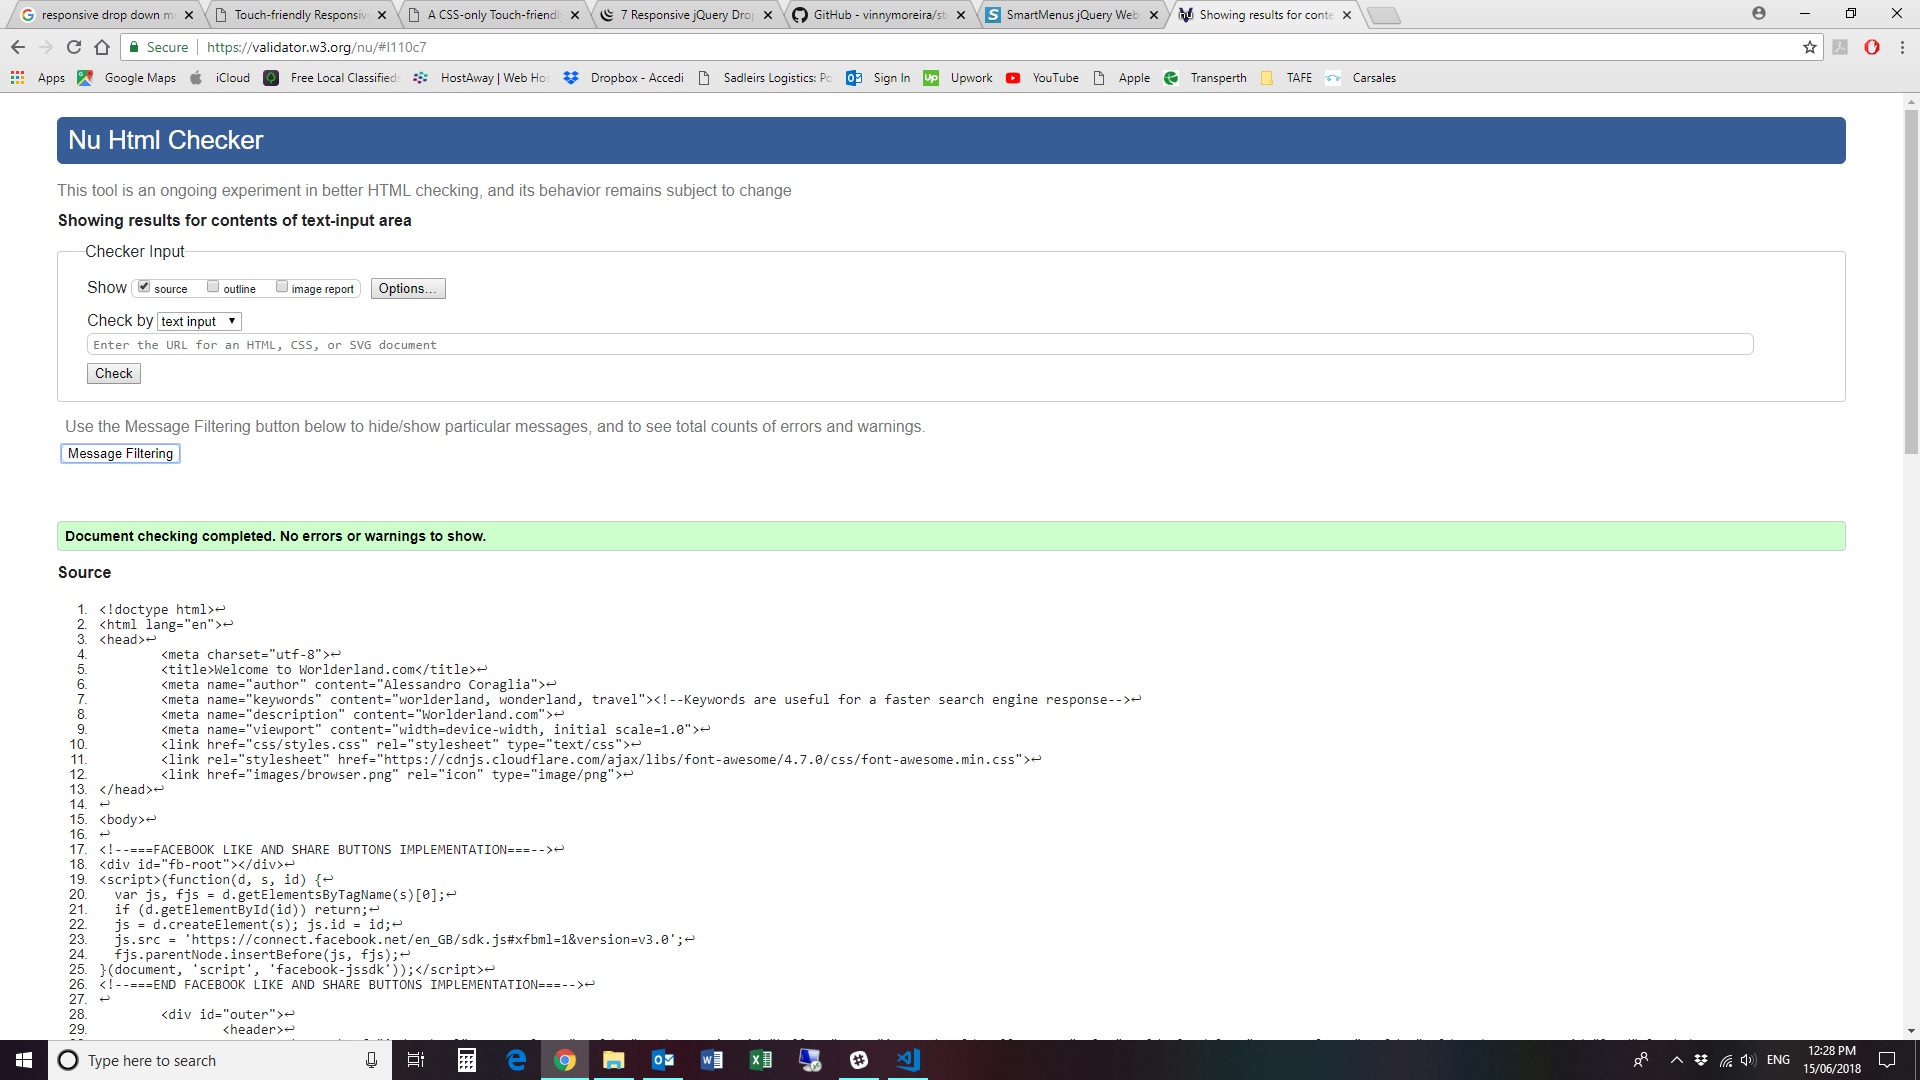 responsive drop down m
Touch-friendly Responsive
A CSS-only Touch-friendl
7 Responsive jQuery Drop
GitHub - vinnymoreira/st
SmartMenus jQuery Web
Showing results for conte
Secure
https://validator.w3.org/nu/#l110c7
Apps
Google Maps
iCloud
Free Local Classified
HostAway | Web Ho
Dropbox - Accedi
Sadleirs Logistics: Po
Sign In
Up
Upwork
YouTube
Apple
Transperth
TAFE
Carsales
Nu Html Checker
This tool is an ongoing experiment in better HTML checking, and its behavior remains subject to change
Showing results for contents of text-input area
Checker Input
Show source outline image report Options...
Check by text input
Enter the URL for an HTML, CSS, or SVG document
Check
Use the Message Filtering button below to hide/show particular messages, and to see total counts of errors and warnings.
Message Filtering
Document checking completed. No errors or warnings to show.
Source
1. <!doctype html>↩
2. <html lang="en">↩
3. <head>↩
4. <meta charset="utf-8">↩
5. <title>Welcome to Worlderland.com</title>↩
6. <meta name="author" content="Alessandro Coraglia">↩
7. <meta name="keywords" content="worlderland, wonderland, travel"><!--Keywords are useful for a faster search engine response-->↩
8. <meta name="description" content="Worlderland.com">↩
9. <meta name="viewport" content="width=device-width, initial scale=1.0">↩
10. <link href="css/styles.css" rel="stylesheet" type="text/css">↩
11. <link rel="stylesheet" href="https://cdnjs.cloudflare.com/ajax/libs/font-awesome/4.7.0/css/font-awesome.min.css">↩
12. <link href="images/browser.png" rel="icon" type="image/png">↩
13. </head>↩
14. ↩
15. <body>↩
16. ↩
17. <!--===FACEBOOK LIKE AND SHARE BUTTONS IMPLEMENTATION===-->↩
18. <div id="fb-root"></div>↩
19. <script>(function(d, s, id) {↩
20. var js, fjs = d.getElementsByTagName(s)[0];↩
21. if (d.getElementById(id)) return;↩
22. js = d.createElement(s); js.id = id;↩
23. js.src = 'https://connect.facebook.net/en_GB/sdk.js#xfbml=1&version=v3.0';↩
24. fjs.parentNode.insertBefore(js, fjs);↩
25. }(document, 'script', 'facebook-jssdk'));</script>↩
26. <!--===END FACEBOOK LIKE AND SHARE BUTTONS IMPLEMENTATION===-->↩
27. ↩
28. <div id="outer">↩
29. <header>↩
Type here to search
ENG
12:28 PM
15/06/2018